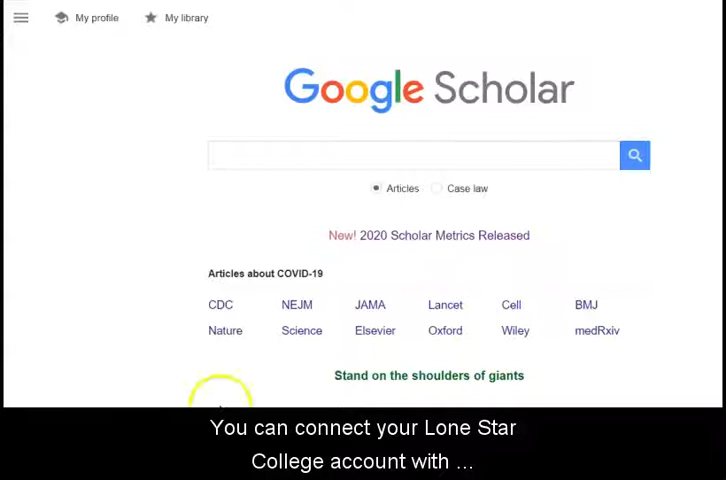 My profile My library
Google Scholar
Articles Case law
New! 2020 Scholar Metrics Released
Articles about COVID-19
CDC NEJM JAMA Lancet Cell BMJ
Nature Science Elsevier Oxford Wiley medRxiv
Stand on the shoulders of giants
You can connect your Lone Star
College account with ...